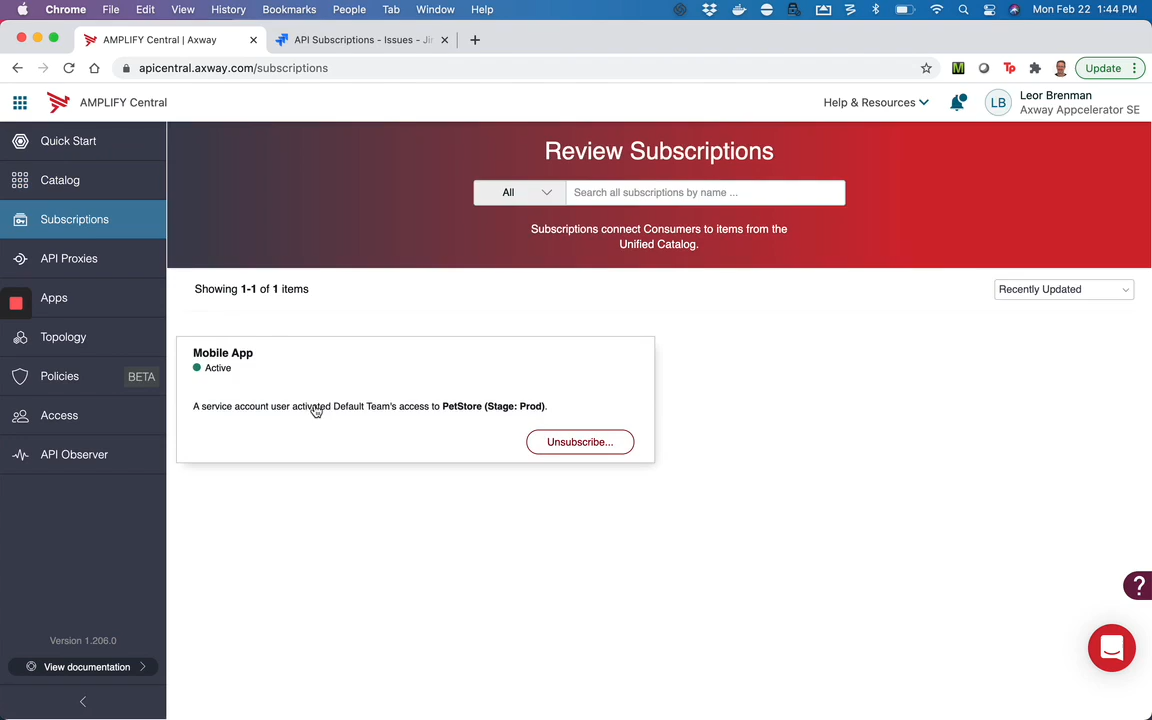 Chrome File Edit View History Bookmarks People Tab Window Help Mon Feb 22 1:44 PM
AMPLIFY Central | Axway API Subscriptions - Issues - Jir
apicentral.axway.com/subscriptions M Tp Update
AMPLIFY Central Help & Resources LB Leor Brenman
Axway Appcelerator SE
Quick Start
Catalog
Subscriptions
API Proxies
Apps
Topology
Policies BETA
Access
API Observer
Version 1.206.0
View documentation
Review Subscriptions
All Search all subscriptions by name ...
Subscriptions connect Consumers to items from the
Unified Catalog.
Showing 1-1 of 1 items Recently Updated
Mobile App
Active
A service account user activated Default Team's access to PetStore (Stage: Prod).
Unsubscribe...
?